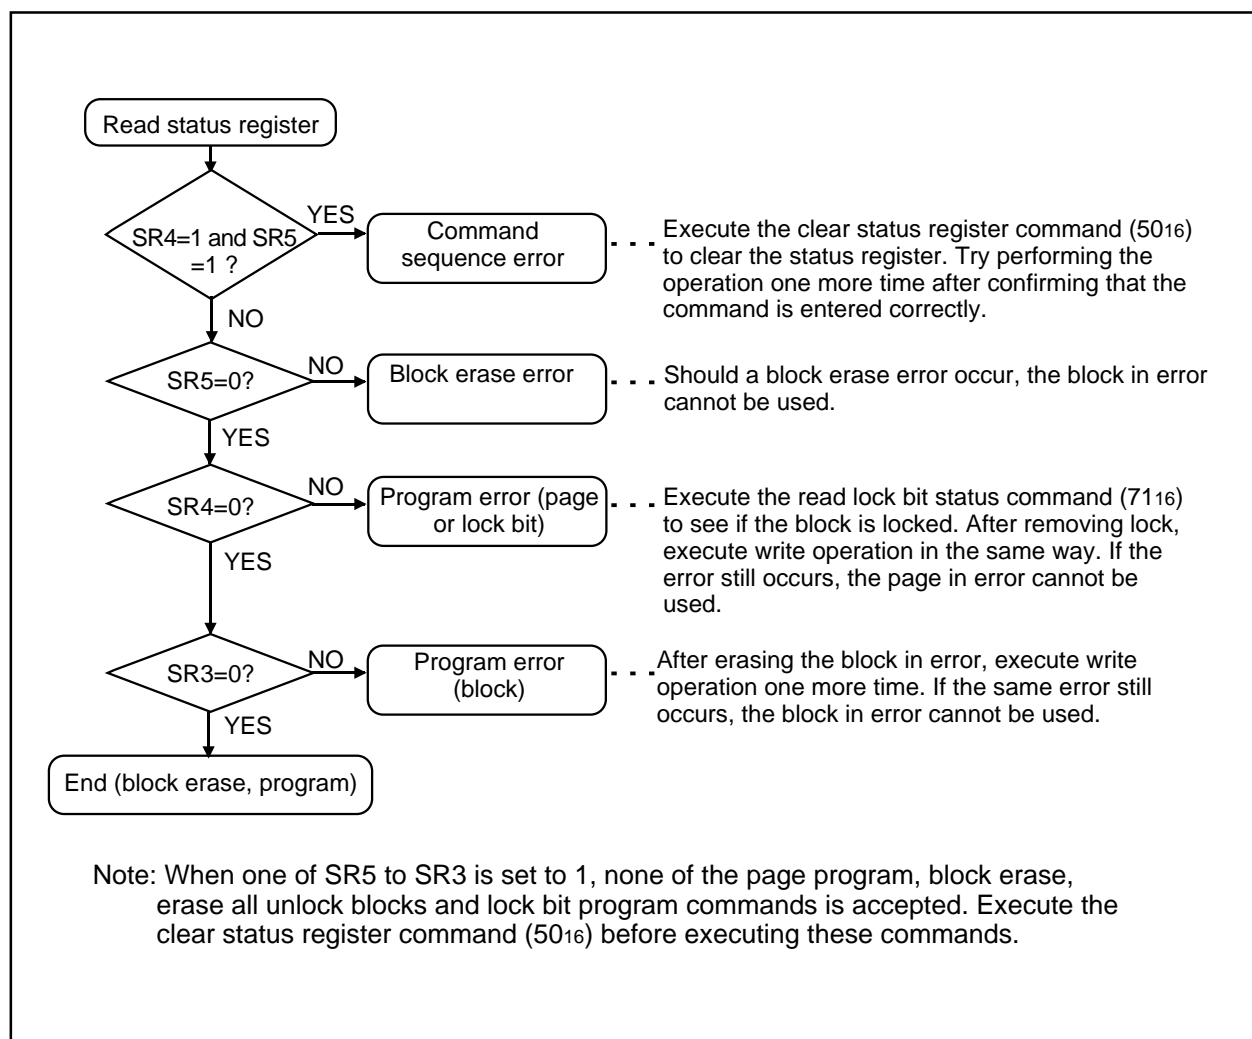 Read status register
SR4=1 and SR5
=1 ?
YES
Command
sequence error
Execute the clear status register command (5016)
to clear the status register. Try performing the
operation one more time after confirming that the
command is entered correctly.
NO
SR5=0?
NO
Block erase error
Should a block erase error occur, the block in error
cannot be used.
YES
SR4=0?
NO
Program error (page
or lock bit)
Execute the read lock bit status command (7116)
to see if the block is locked. After removing lock,
execute write operation in the same way. If the
error still occurs, the page in error cannot be
used.
YES
SR3=0?
NO
Program error
(block)
After erasing the block in error, execute write
operation one more time. If the same error still
occurs, the block in error cannot be used.
YES
End (block erase, program)
Note: When one of SR5 to SR3 is set to 1, none of the page program, block erase,
erase all unlock blocks and lock bit program commands is accepted. Execute the
clear status register command (5016) before executing these commands.